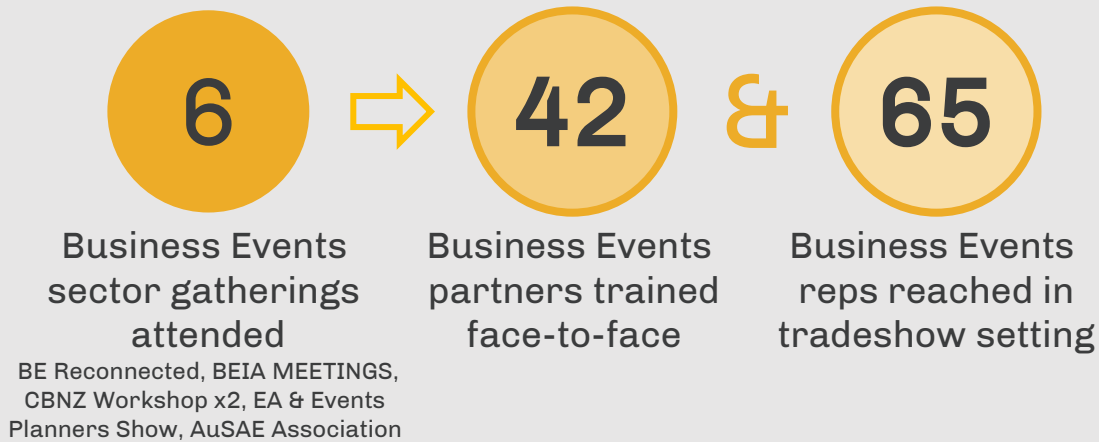 6
Business Events
sector gatherings
attended
BE Reconnected, BEIA MEETINGS,
CBNZ Workshop x2, EA & Events
Planners Show, AuSAE Association
42
Business Events
partners trained
face-to-face
&
65
Business Events
reps reached in
tradeshow setting